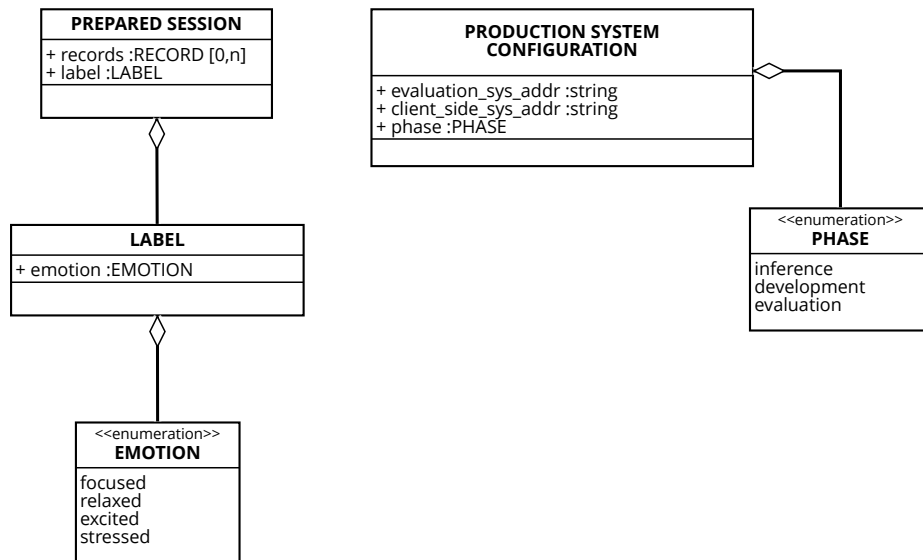 PREPARED SESSION
+ records :RECORD [0,n]
+ label :LABEL
PRODUCTION SYSTEM
CONFIGURATION
+ evaluation_sys_addr :string
+ client_side_sys_addr :string
+ phase :PHASE
LABEL
+ emotion :EMOTION
<<enumeration>>
PHASE
inference
development
evaluation
<<enumeration>>
EMOTION
focused
relaxed
excited
stressed